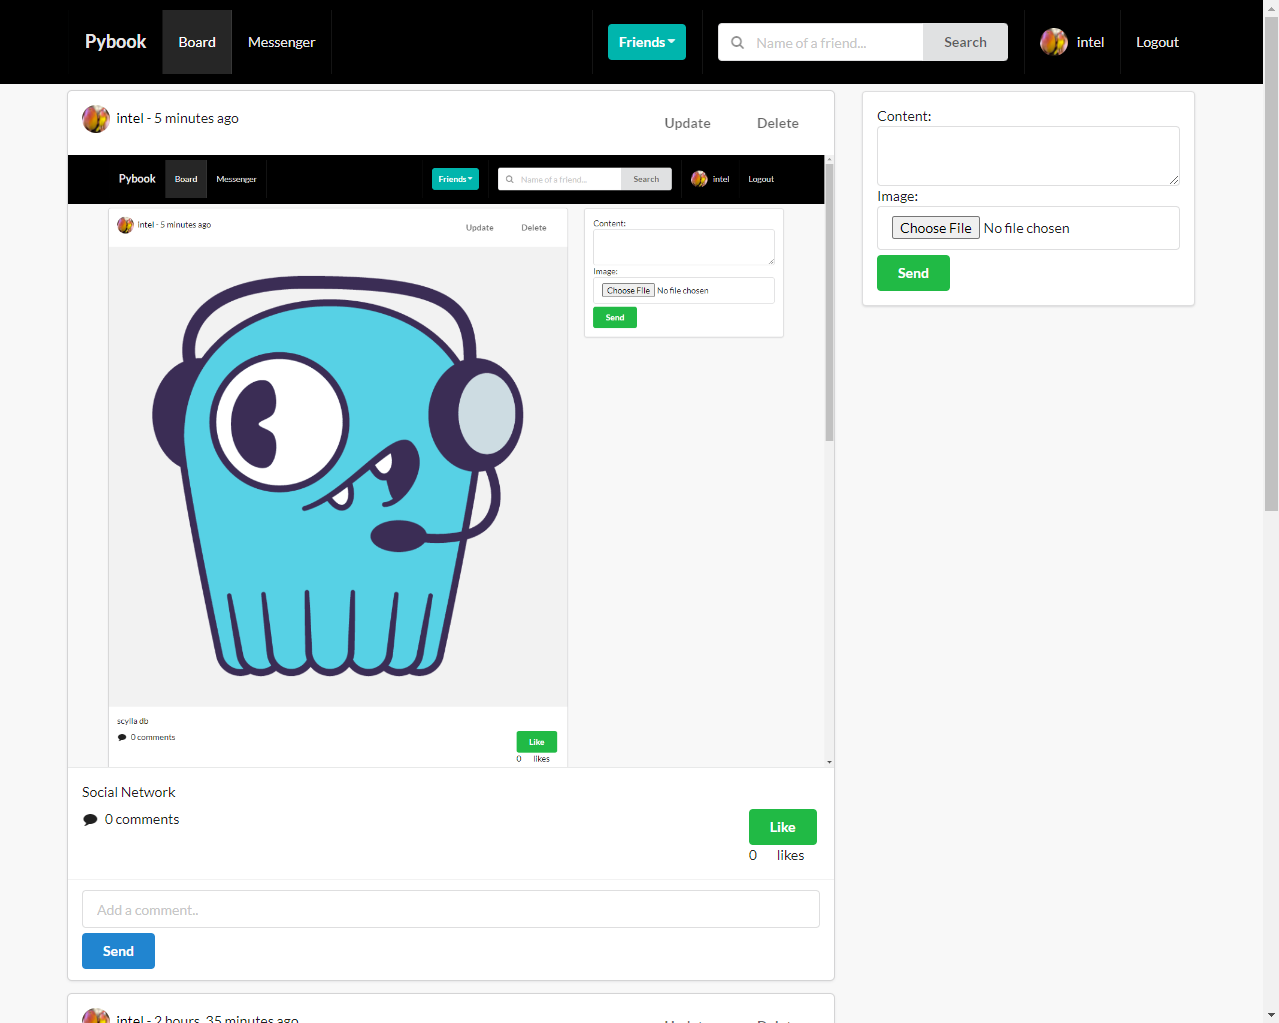 Pybook Board Messenger Friends Name of a friend... Search intel Logout
intel - 5 minutes ago Update Delete
Pybook Board Messenger Friends Name of a friend... Search intel Logout
intel - 5 minutes ago Update Delete
Content:
Image:
Choose File No file chosen
Send
scylla db
0 comments
Like
0 likes
Social Network
0 comments
Like
0 likes
Add a comment..
Send
intel - 2 hours, 35 minutes ago Update Delete
Content:
Image:
Choose File No file chosen
Send